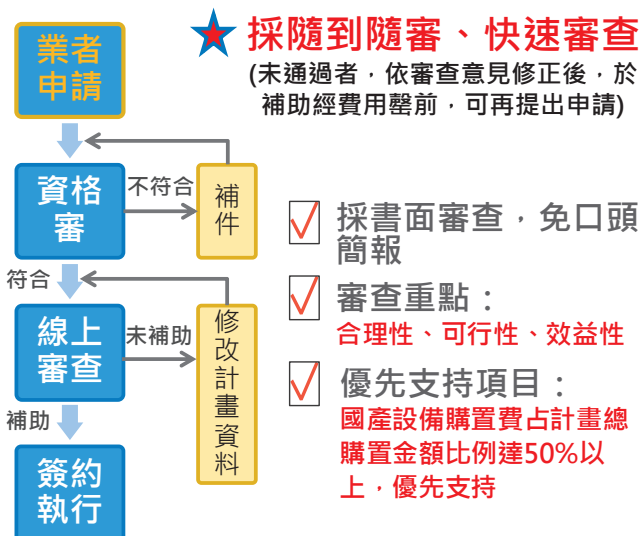 業者
申請
採隨到隨審、快速審查
(未通過者，依審查意見修正後，於
補助經費用罄前，可再提出申請)
資格
審
不符合
補
件
符合
線上
審查
未補助
修
改
計
畫
資
料
補助
簽約
執行
採書面審查，免口頭
簡報
審查重點：
合理性、可行性、效益性
優先支持項目：
國產設備購置費占計畫總
購置金額比例達50%以
上，優先支持